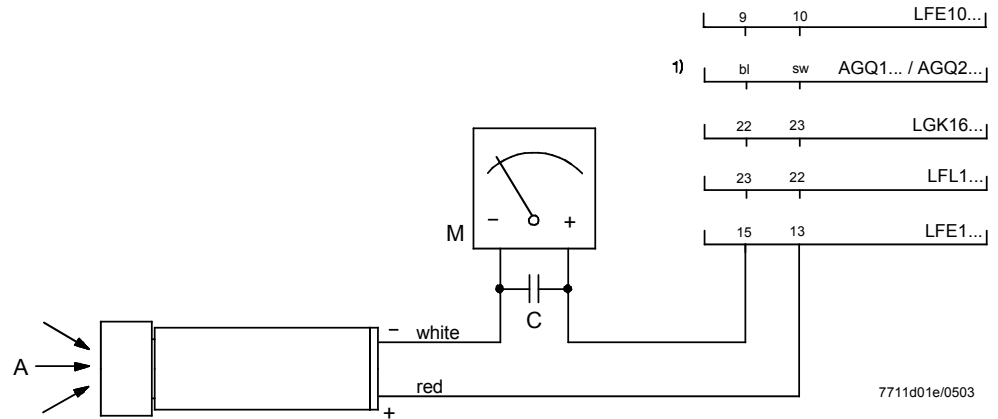 9 10 LFE10...
1) bl sw AGQ1... / AGQ2...
22 23 LGK16...
23 22 LFL1...
15 13 LFE1...
− +
M
C
− white
A
red
+
7711d01e/0503